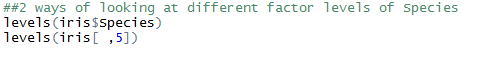 ##2 ways of looking at different factor levels of Species
levels(iris$Species)
levels(iris[ ,5])